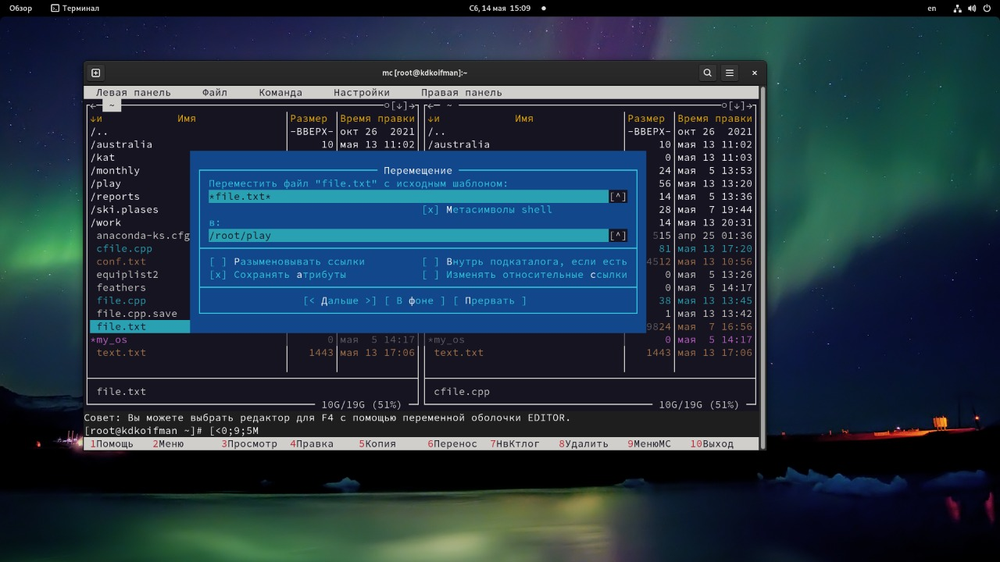 Обзор Терминал Сб, 14 мая 15:09 en
mc [root@kdkoifman]:~
Левая панель Файл Команда Настройки Правая панель
~ [↓] ~ [↓]
↓и Имя Размер Время правки ↓и Имя Размер Время правки
/.. -ВВЕРХ- окт 26 2021 /.. -ВВЕРХ- окт 26 2021
/australia 10 мая 13 11:02 /australia 10 мая 13 11:02
/kat 0 мая 13 11:03
/monthly Перемещение 24 мая 5 13:53
/play Переместить файл "file.txt" с исходным шаблоном: 56 мая 13 13:20
/reports *file.txt* [^] 14 мая 5 13:36
/ski.plases [x] Метасимволы shell 28 мая 7 19:44
/work в: 14 мая 13 20:31
anaconda-ks.cfg /root/play [^] 515 апр 25 01:36
cfile.cpp 81 мая 13 17:20
conf.txt [ ] Разыменовывать ссылки [ ] Внутрь подкаталога, если есть 4512 мая 13 10:56
equiplist2 [x] Сохранять атрибуты [ ] Изменять относительные ссылки 0 мая 5 13:26
feathers 0 мая 5 14:17
file.cpp [< Дальше >] [ В фоне ] [ Прервать ] 38 мая 13 13:45
file.cpp.save 1 мая 13 13:42
file.txt 9824 мая 7 16:56
*my_os 0 мая 5 14:17 *my_os 0 мая 5 14:17
text.txt 1443 мая 13 17:06 text.txt 1443 мая 13 17:06
file.txt cfile.cpp
10G/19G (51%) 10G/19G (51%)
Совет: Вы можете выбрать редактор для F4 с помощью переменной оболочки EDITOR.
[root@kdkoifman ~]# [<0;9;5M
1Помощь 2Меню 3Просмотр 4Правка 5Копия 6Перенос 7НвКтлог 8Удалить 9МенюМС 10Выход